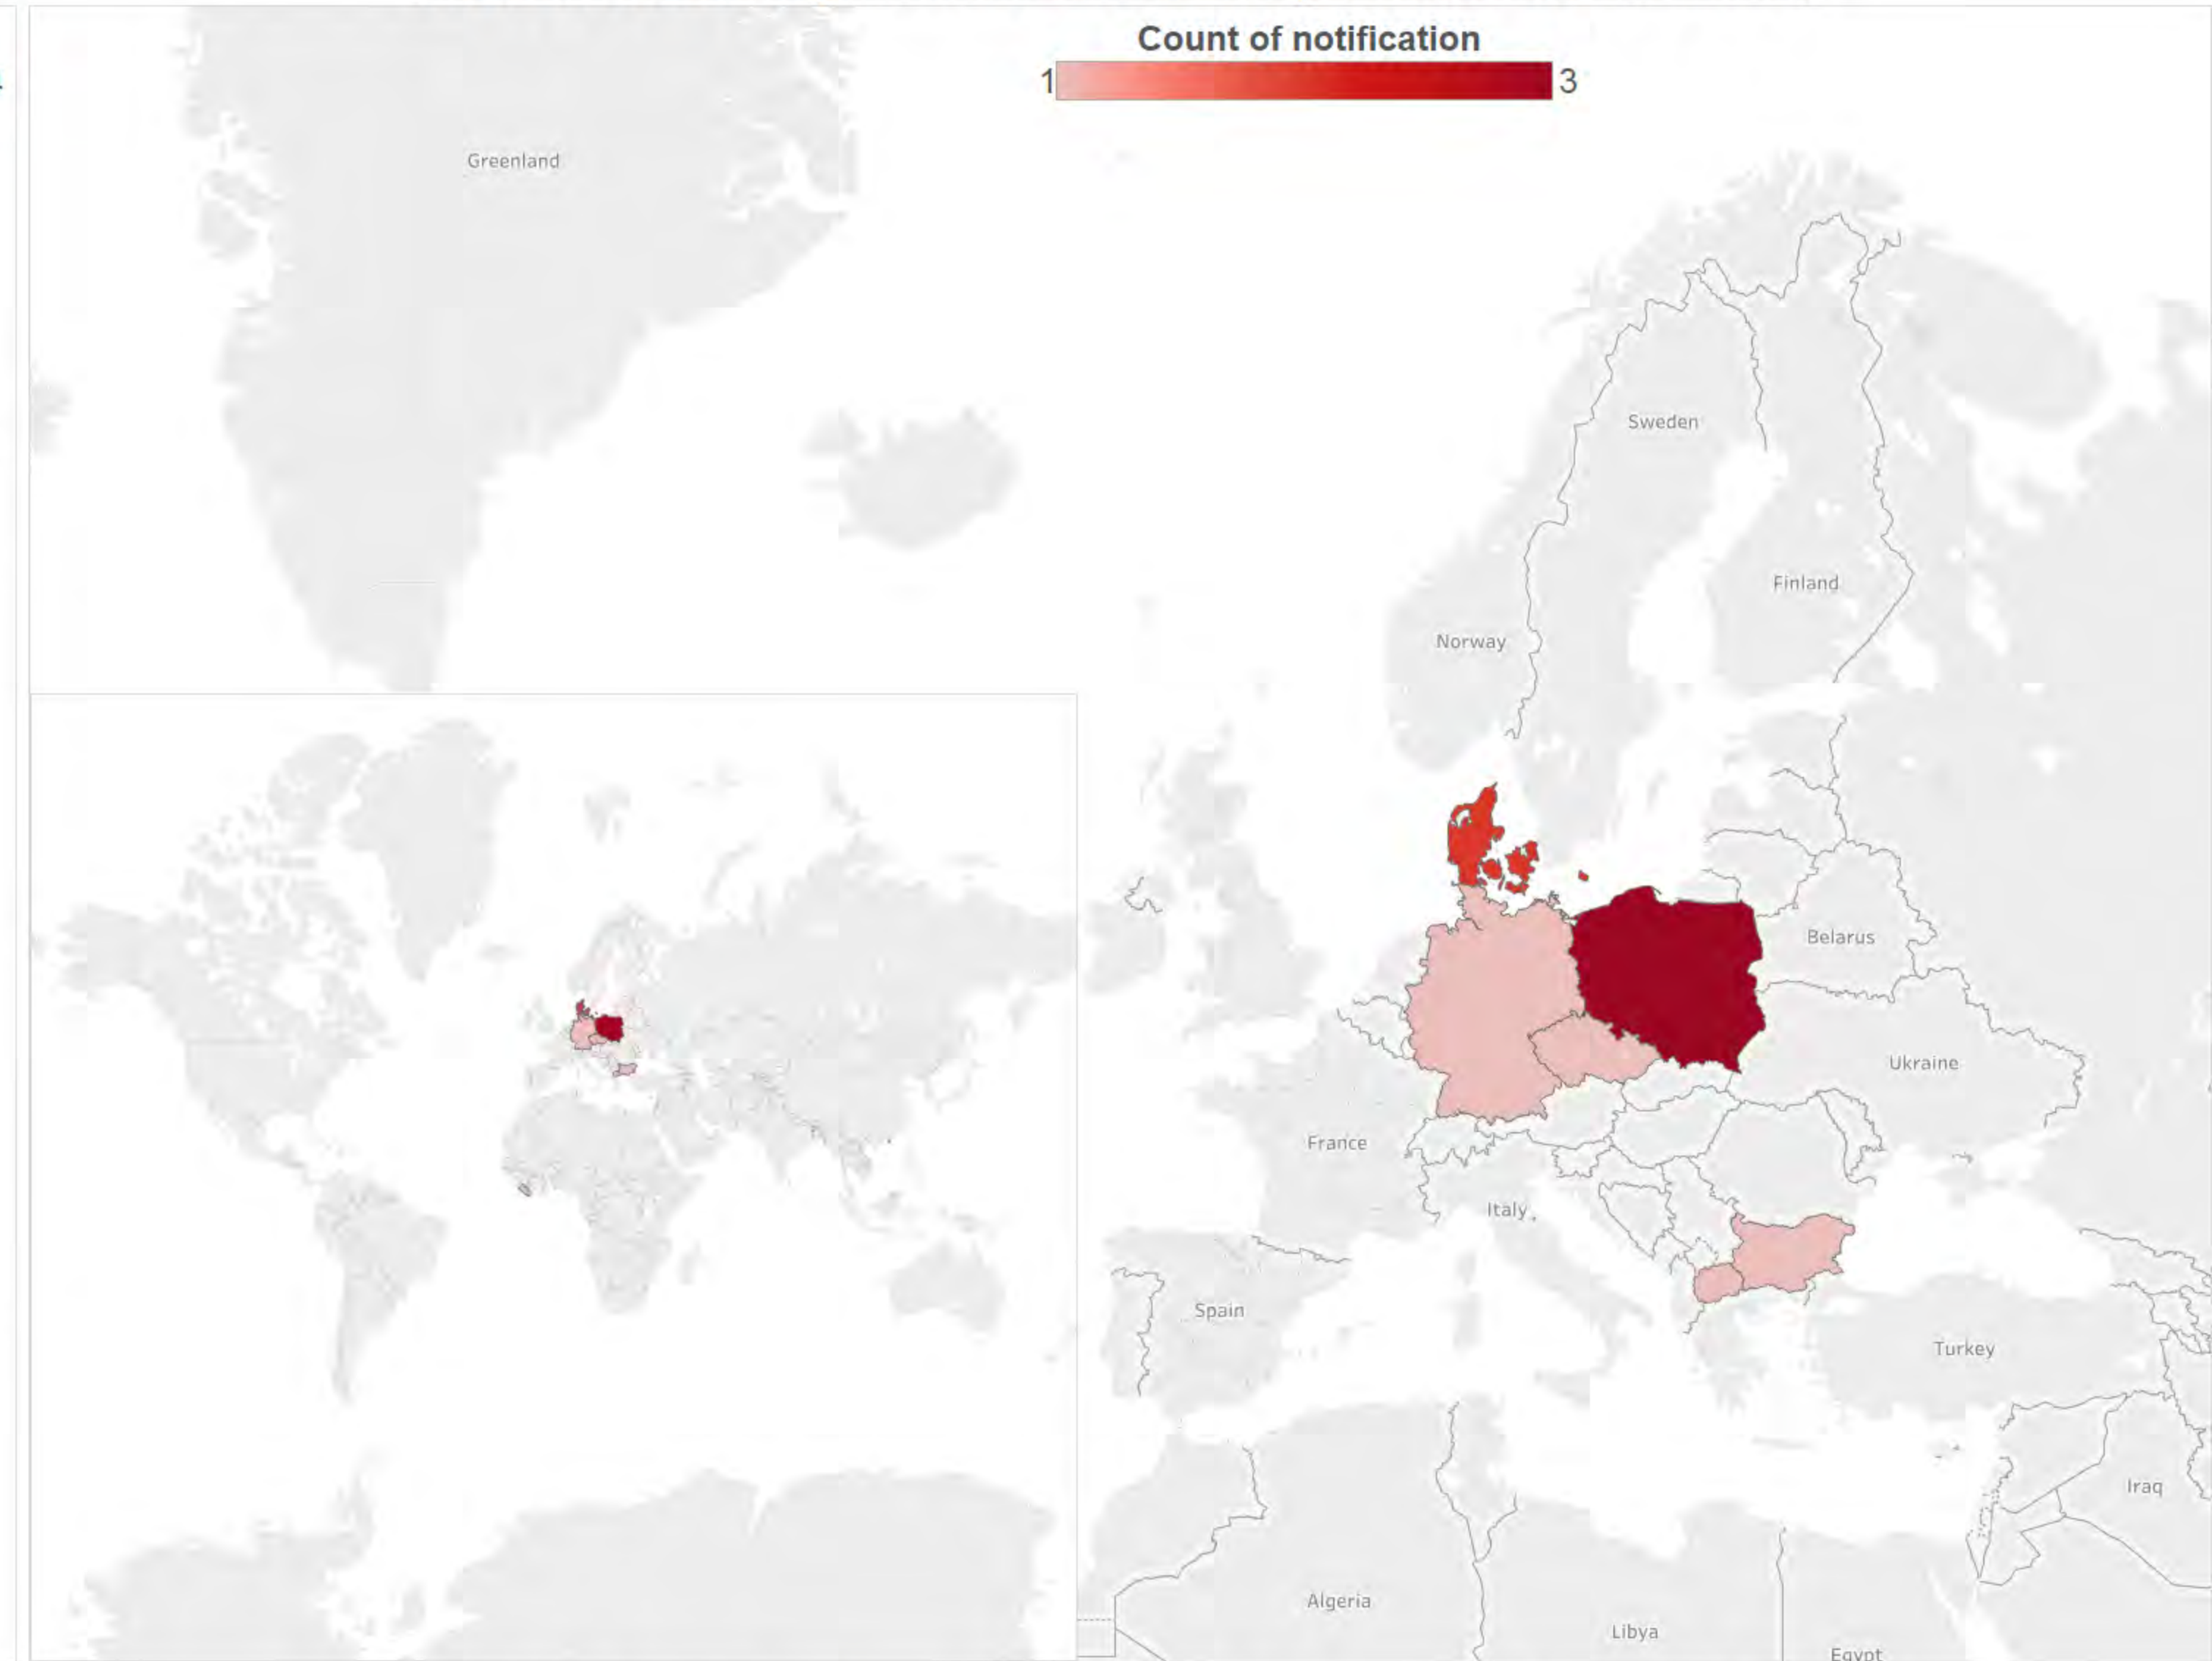 Count of notification
1 3
Greenland
Sweden
Finland
Norway
Belarus
Ukraine
France
Italy
Spain
Turkey
Iraq
Algeria
Libya
Egypt